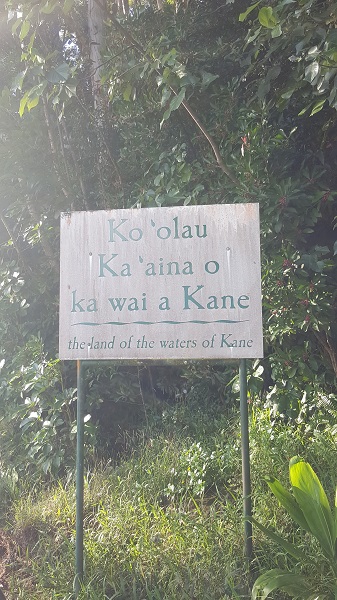 Ko 'olau
Ka 'aina o
'ka wai a Kane
the land of the waters of Kane